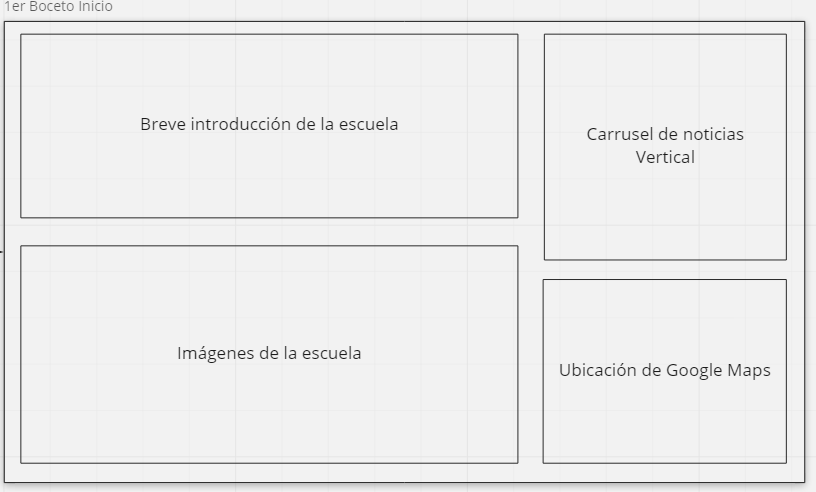 1er Boceto Inicio
Breve introducción de la escuela
Carrusel de noticias
Vertical
Imágenes de la escuela
Ubicación de Google Maps